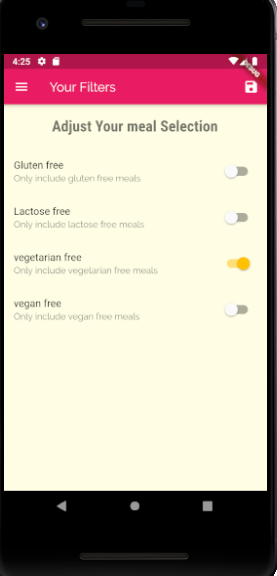 4:25
Your Filters
Adjust Your meal Selection
Gluten free
Only include gluten free meals
Lactose free
Only include lactose free meals
vegetarian free
Only include vegetarian free meals
vegan free
Only include vegan free meals